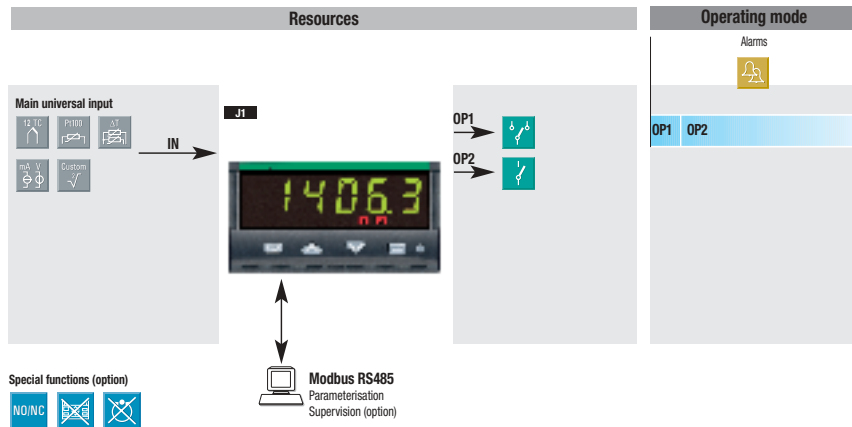 Resources
Operating mode
Alarms
Main universal input
12 TC
Pt100
ΔT
mA V
Custom
IN
J1
1406.3
OP1
OP2
OP1 OP2
Modbus RS485
Parameterisation
Supervision (option)
Special functions (option)
NO/NC